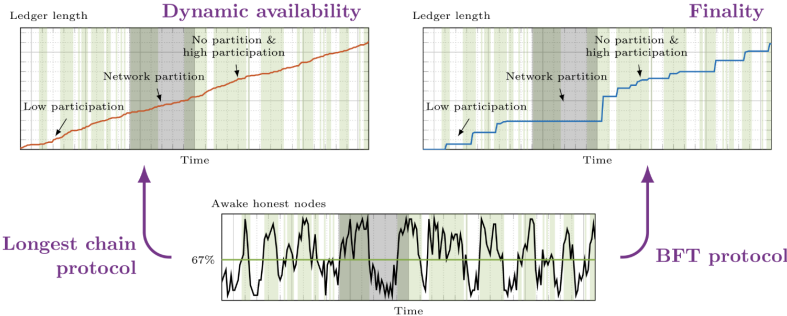 Dynamic availability
Ledger length
No partition &
high participation
Network partition
Low participation
Time
Finality
Ledger length
No partition &
high participation
Network partition
Low participation
Time
Longest chain
protocol
Awake honest nodes
67%
Time
BFT protocol